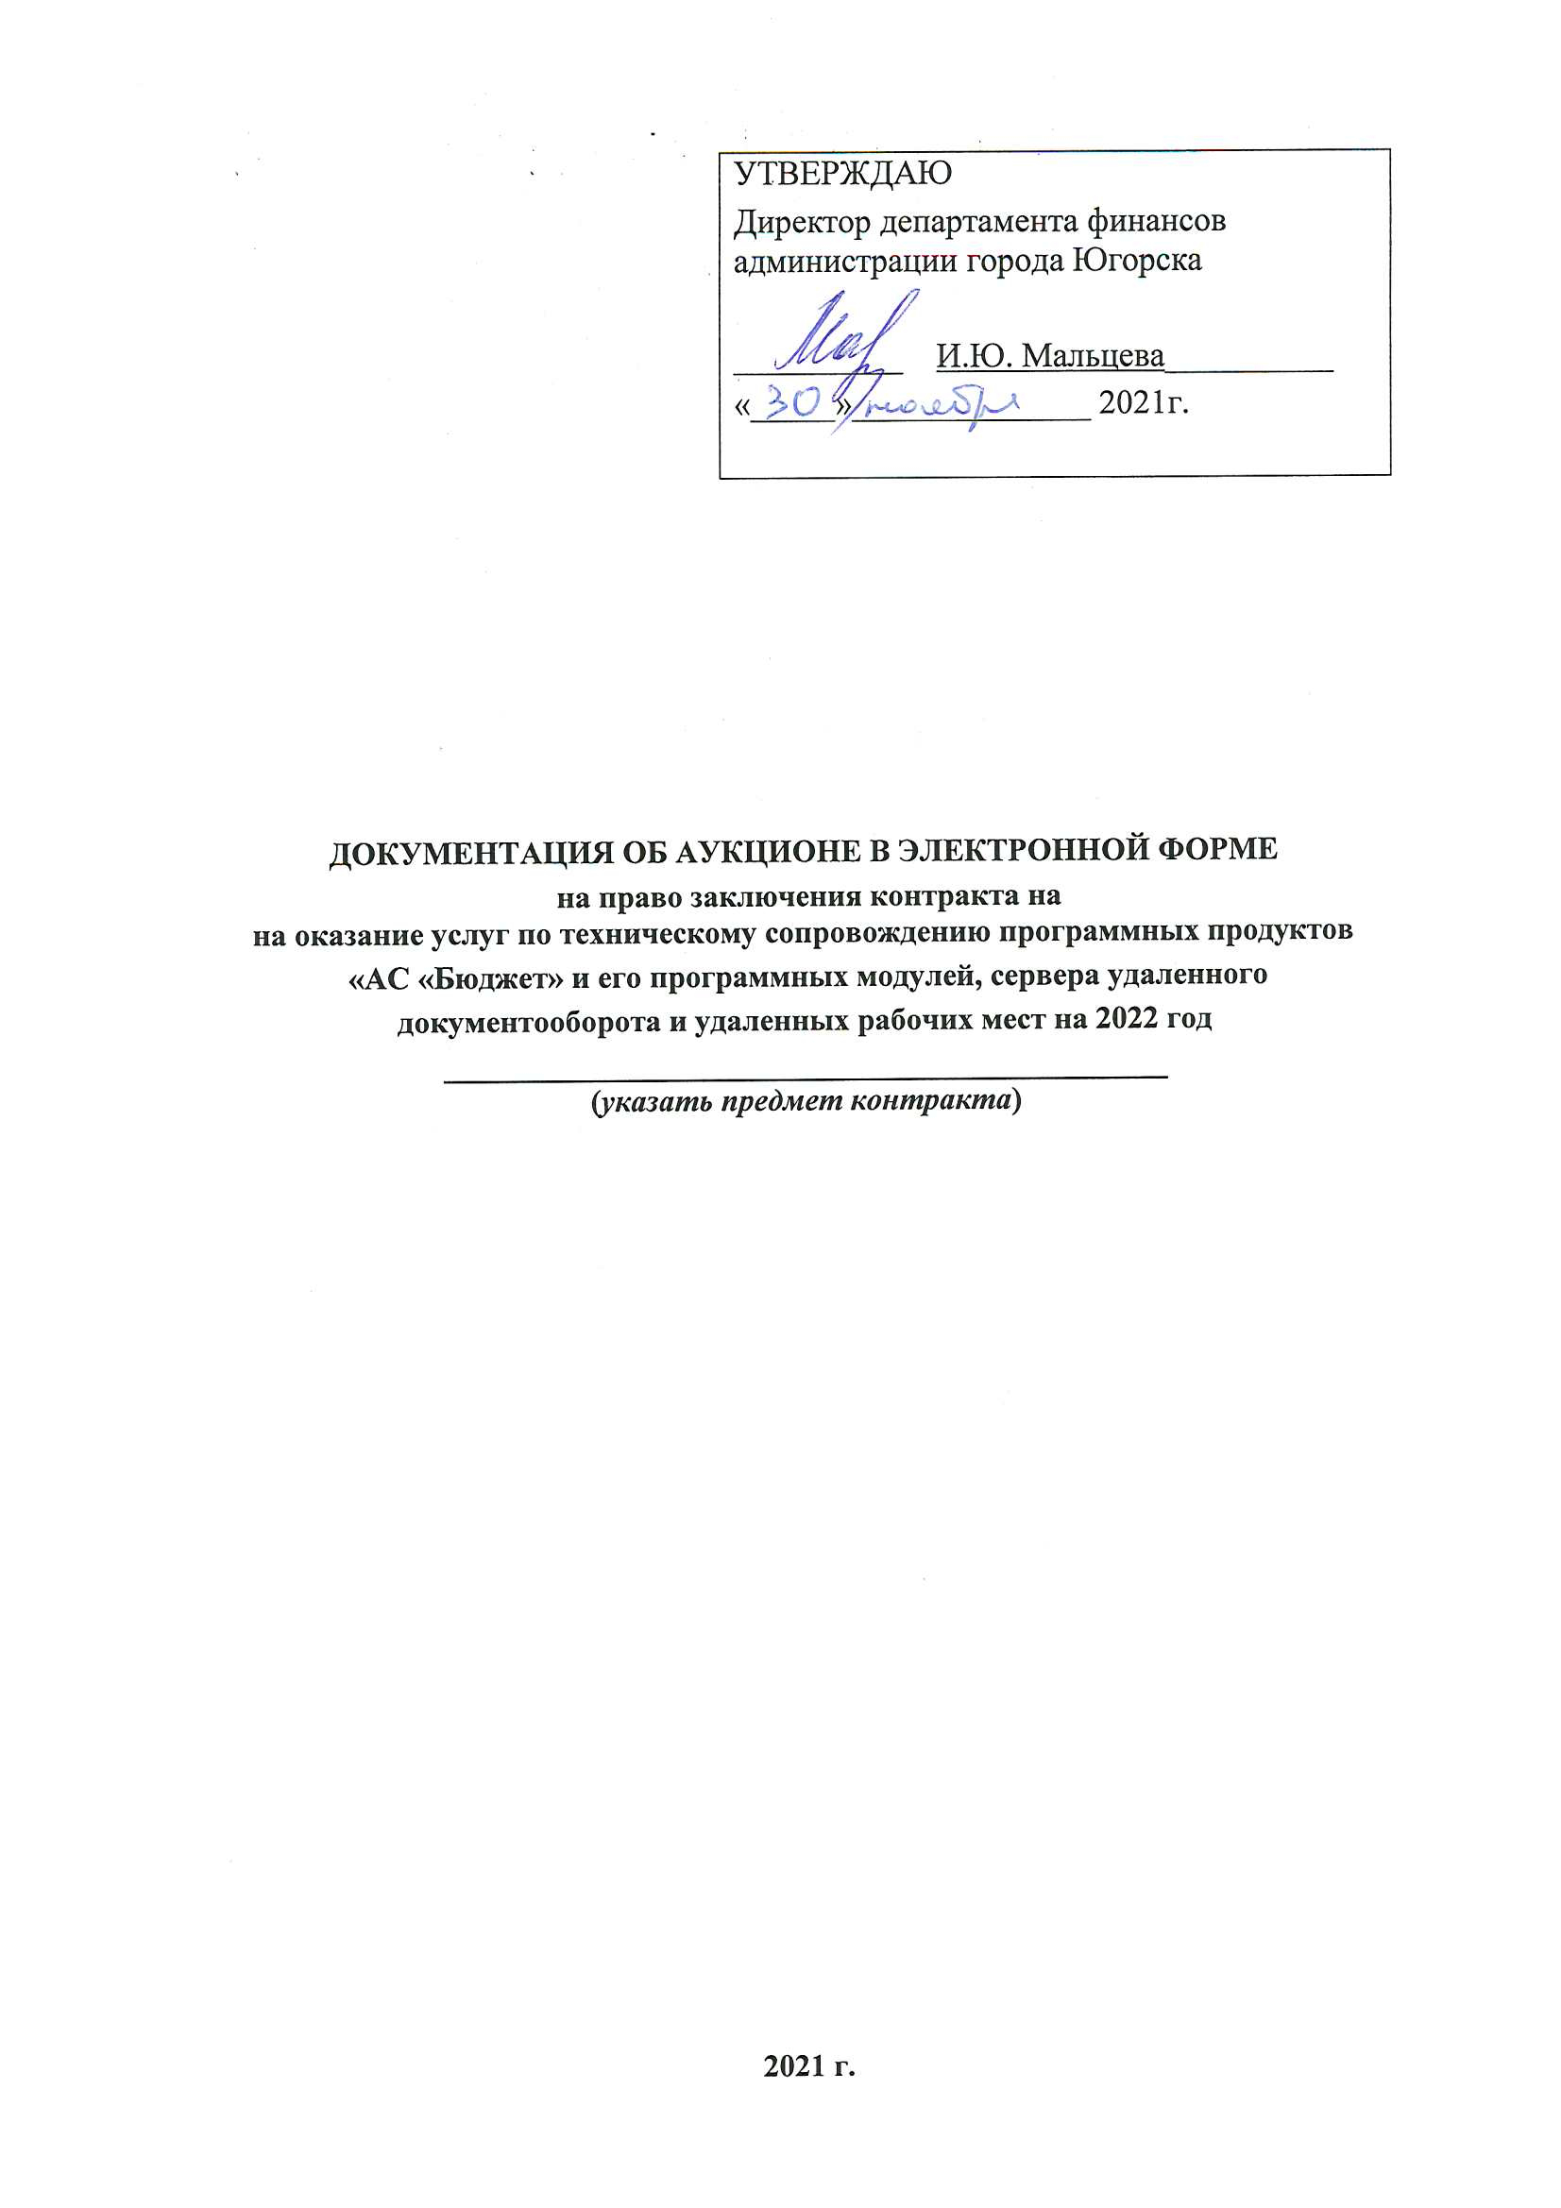 УТВЕРЖДАЮ
Директор департамента финансов
администрации города Югорска
И.Ю. Мальцева
«30» ноября 2021г.
ДОКУМЕНТАЦИЯ ОБ АУКЦИОНЕ В ЭЛЕКТРОННОЙ ФОРМЕ
на право заключения контракта на
на оказание услуг по техническому сопровождению программных продуктов
«АС «Бюджет» и его программных модулей, сервера удаленного
документооборота и удаленных рабочих мест на 2022 год
(указать предмет контракта)
2021 г.